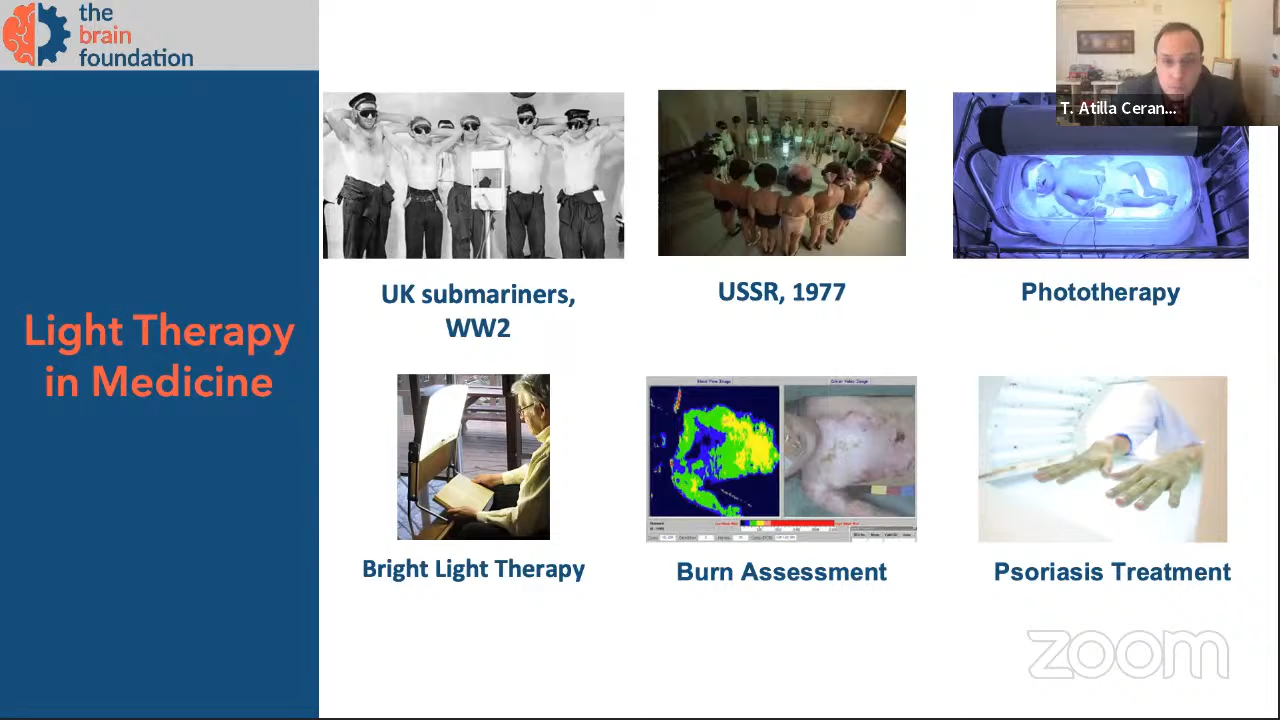 the
brain
foundation
T. Atilla Ceran...
Light Therapy
in Medicine
UK submariners,
WW2
USSR, 1977
Phototherapy
Bright Light Therapy
Burn Assessment
Psoriasis Treatment
zoom